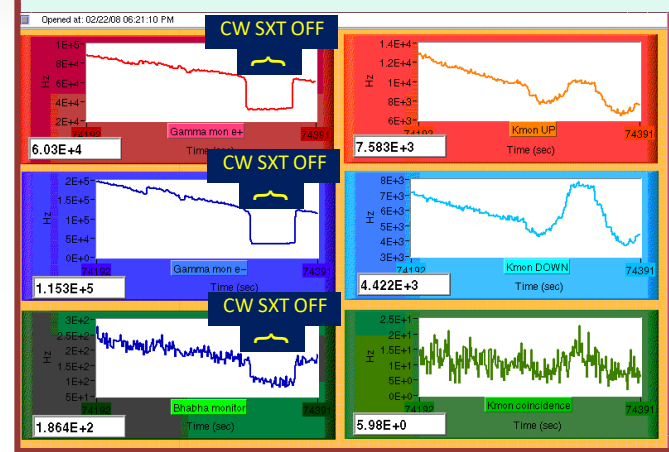 Opened at: 02/22/08 06:21:10 PM
CW SXT OFF
1E+5
8E+4
6E+4
4E+4
2E+4
Hz
74192
Gamma mon e+
74391
6.03E+4
Time (sec)
1.4E+4
1.2E+4
1E+4
8E+3
6E+3
Hz
74192
Kmon UP
74391
7.583E+3
Time (sec)
CW SXT OFF
2E+5
1.5E+5
1E+5
5E+4
0E+0
Hz
74192
Gamma mon e-
74391
1.153E+5
Time (sec)
8E+3
7E+3
6E+3
5E+3
4E+3
3E+3
Hz
74192
Kmon DOWN
74391
4.422E+3
Time (sec)
CW SXT OFF
3E+2
2.5E+2
2E+2
1.5E+2
1E+2
5E+1
Hz
74192
Bhabha monitor
74391
1.864E+2
Time (sec)
2.5E+1
2E+1
1.5E+1
1E+1
5E+0
0E+0
Hz
74192
Kmon coincidence
74391
5.98E+0
Time (sec)